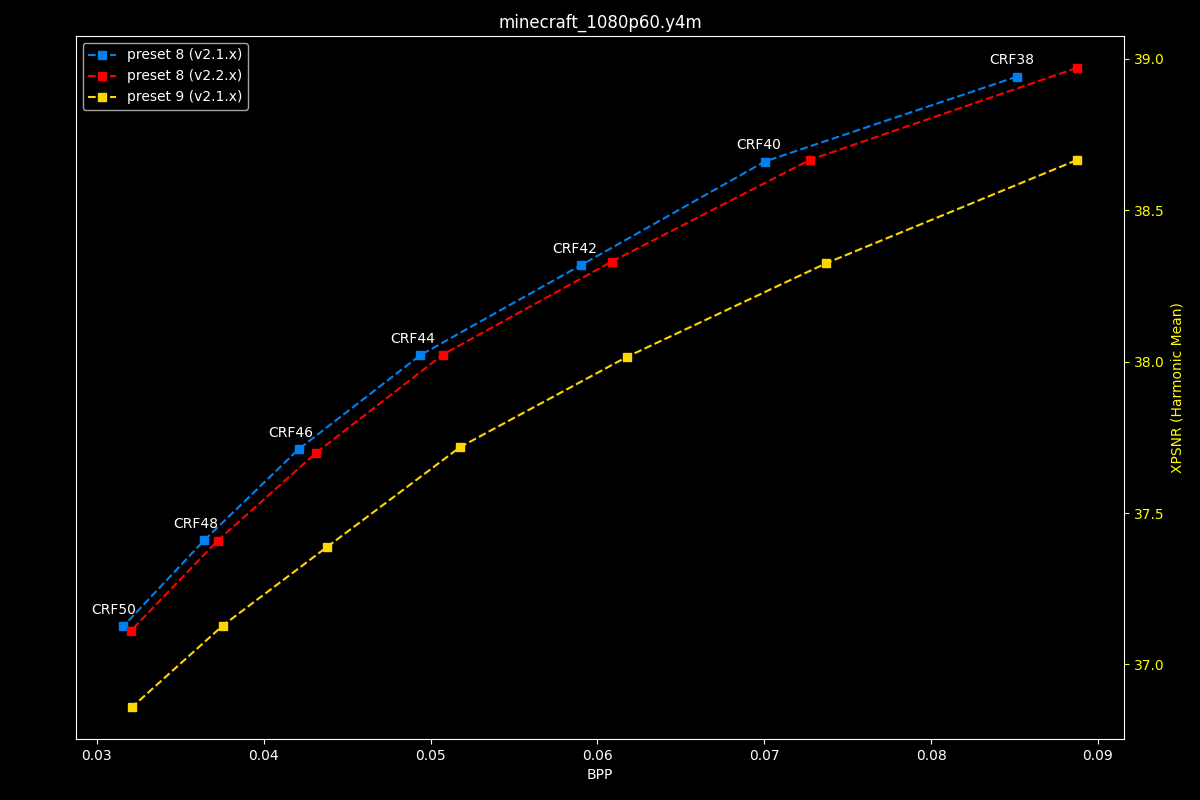 minecraft_1080p60.y4m
preset 8 (v2.1.x)
preset 8 (v2.2.x)
preset 9 (v2.1.x)
CRF38
CRF40
CRF42
CRF44
CRF46
CRF48
CRF50
39.0
38.5
38.0
37.5
37.0
XPSNR (Harmonic Mean)
0.03 0.04 0.05 0.06 0.07 0.08 0.09
BPP